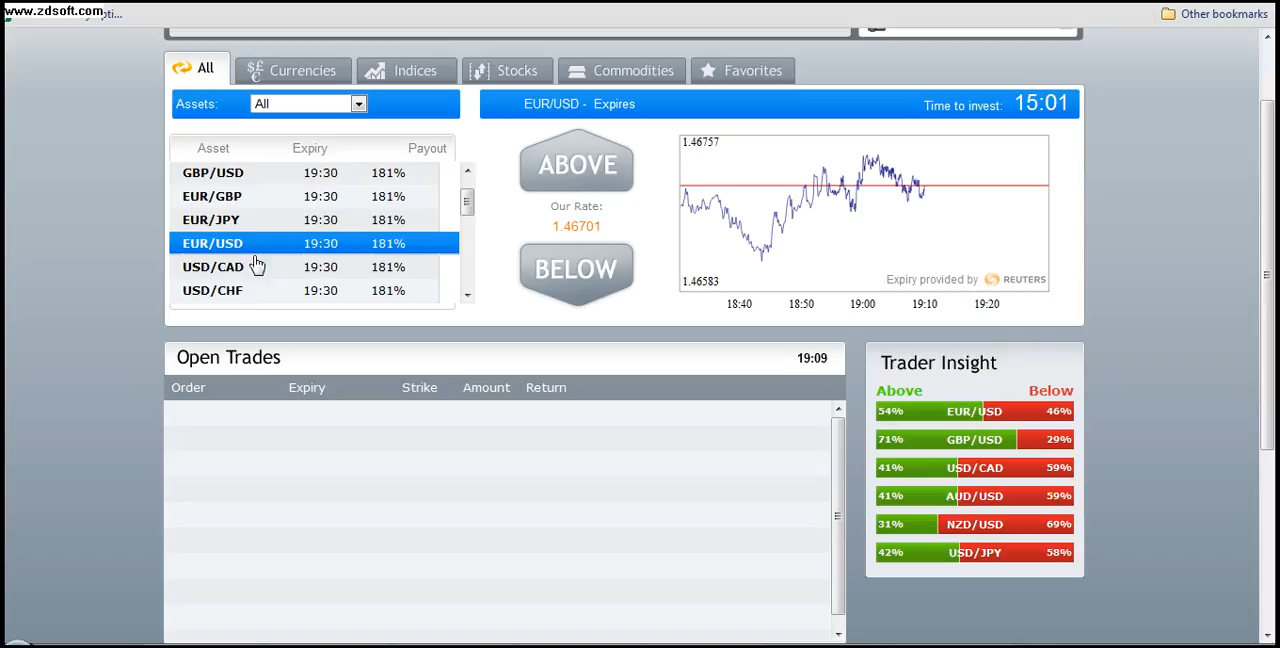 www.zdsoft.com
Other bookmarks
All
Currencies
Indices
Stocks
Commodities
Favorites
Assets: All
EUR/USD - Expires
Time to invest: 15:01
Asset Expiry Payout
GBP/USD 19:30 181%
EUR/GBP 19:30 181%
EUR/JPY 19:30 181%
EUR/USD 19:30 181%
USD/CAD 19:30 181%
USD/CHF 19:30 181%
ABOVE
Our Rate:
1.46701
BELOW
1.46757
1.46583
Expiry provided by REUTERS
18:40 18:50 19:00 19:10 19:20
Open Trades 19:09
Order Expiry Strike Amount Return
Trader Insight
Above Below
54% EUR/USD 46%
71% GBP/USD 29%
41% USD/CAD 59%
41% AUD/USD 59%
31% NZD/USD 69%
42% USD/JPY 58%